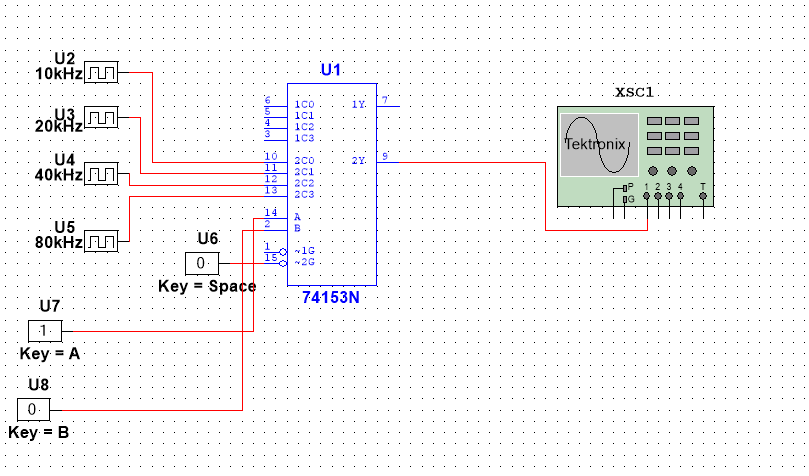 U2
10kHz
U3
20kHz
U4
40kHz
U5
80kHz
U6
0
Key = Space
U7
1
Key = A
U8
0
Key = B
U1
6 1C0 1Y 7
5 1C1
4 1C2
3 1C3
10 2C0 2Y 9
11 2C1
12 2C2
13 2C3
14 A
2 B
1 ~1G
15 ~2G
74153N
XSC1
Tektronix
P 1 2 3 4 T
G